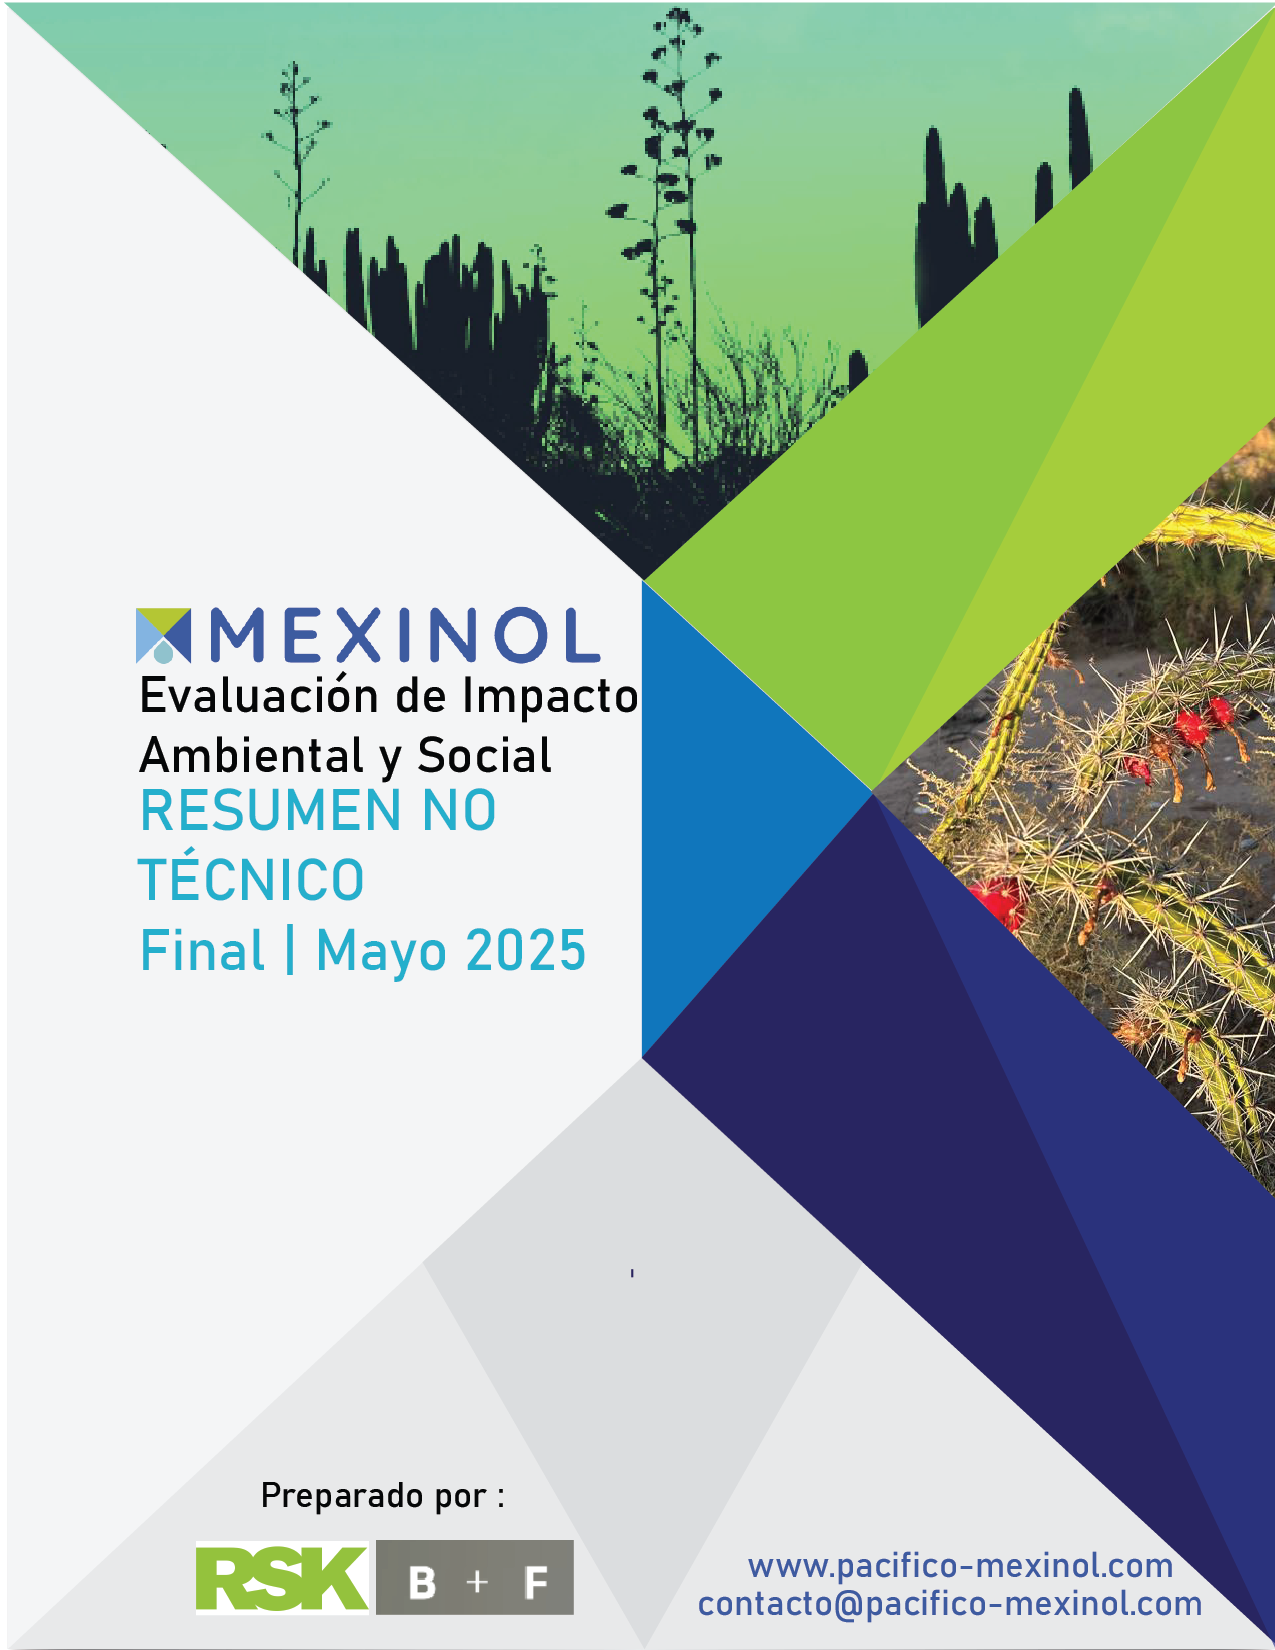 MEXINOL
Evaluación de Impacto
Ambiental y Social
RESUMEN NO
TÉCNICO
Final | Mayo 2025
Preparado por :
RSK
B + F
www.pacifico-mexinol.com
contacto@pacifico-mexinol.com